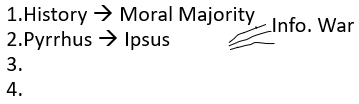 1.History → Moral Majority
Info. War
2.Pyrrhus → Ipsus
3.
4.